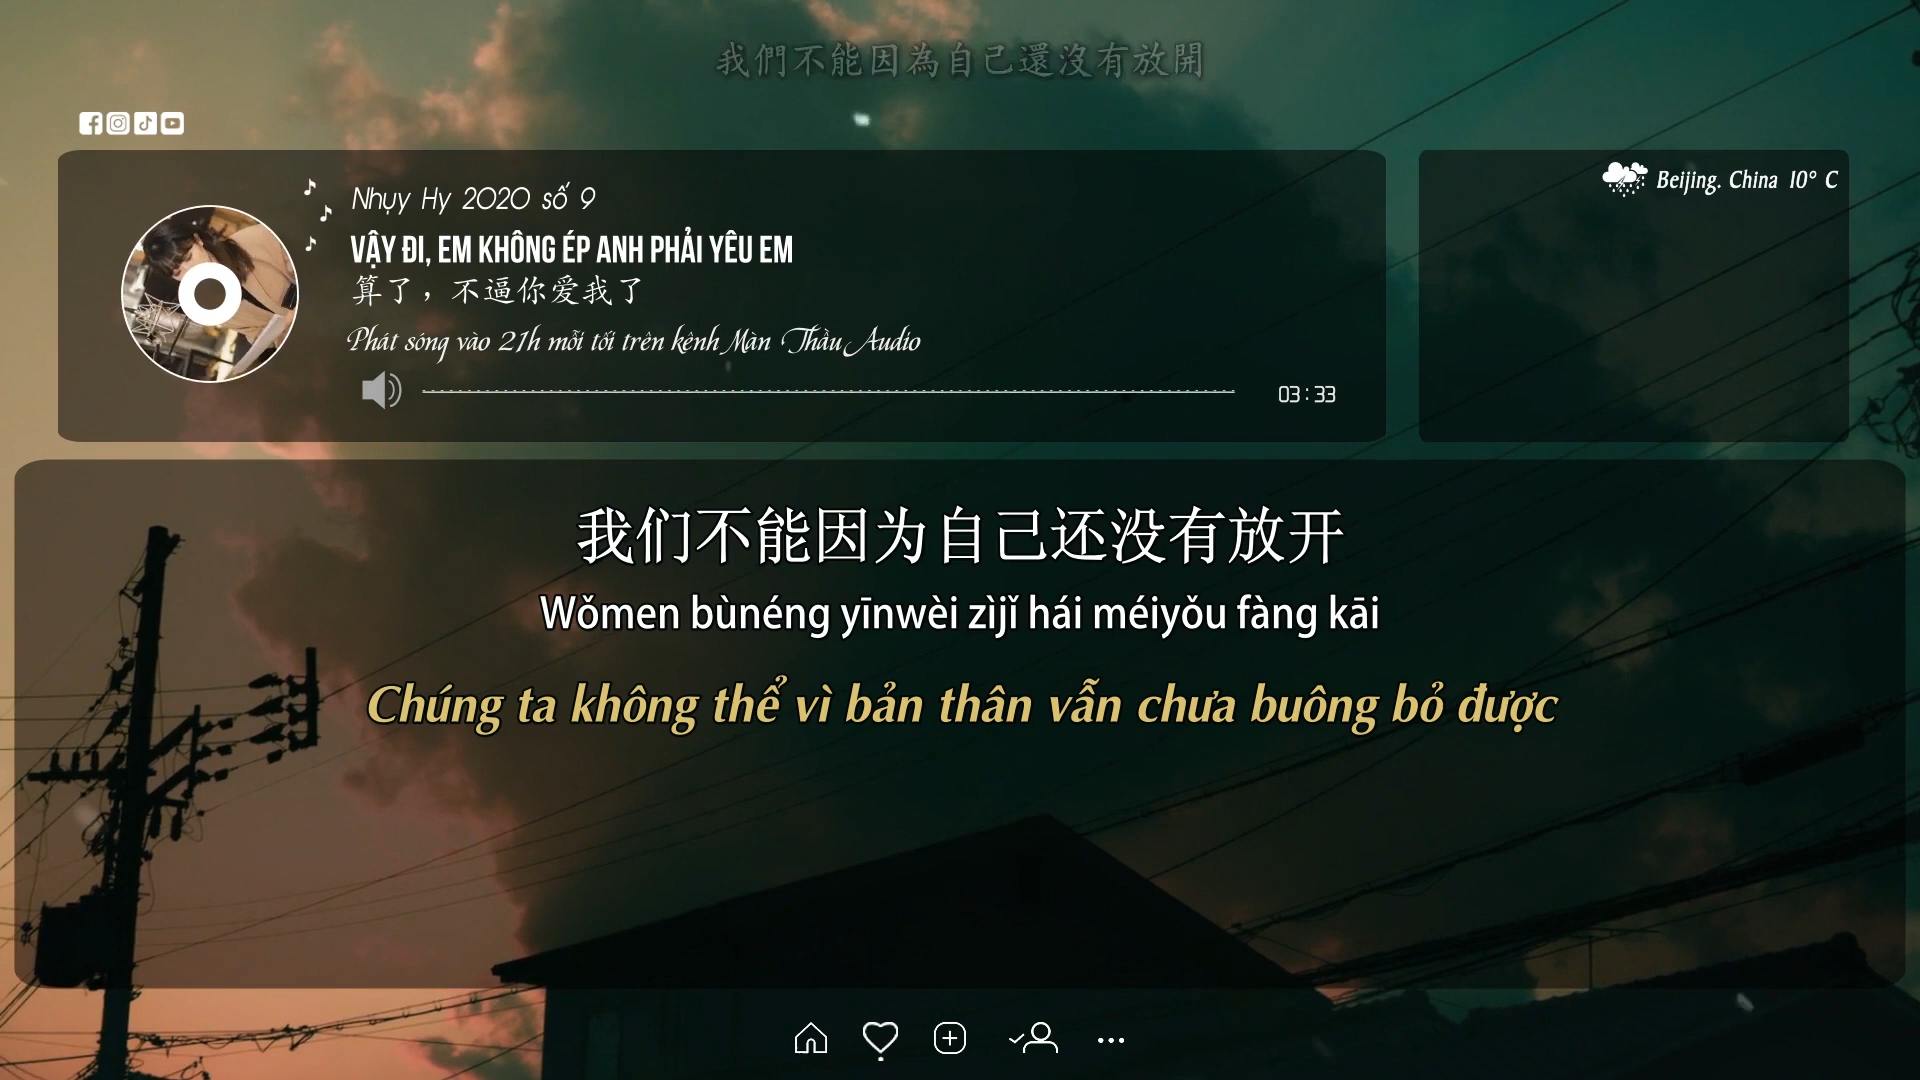 我們不能因為自己還沒有放開
Nhụy Hy 2020 số 9
VẬY ĐI, EM KHÔNG ÉP ANH PHẢI YÊU EM
算了，不逼你爱我了
Phát sóng vào 21h mỗi tối trên kênh Màn Thầu Audio
03:33
Beijing. China 10° C
我们不能因为自己还没有放开
Wǒmen bùnéng yīnwèi zìjǐ hái méiyǒu fàng kāi
Chúng ta không thể vì bản thân vẫn chưa buông bỏ được